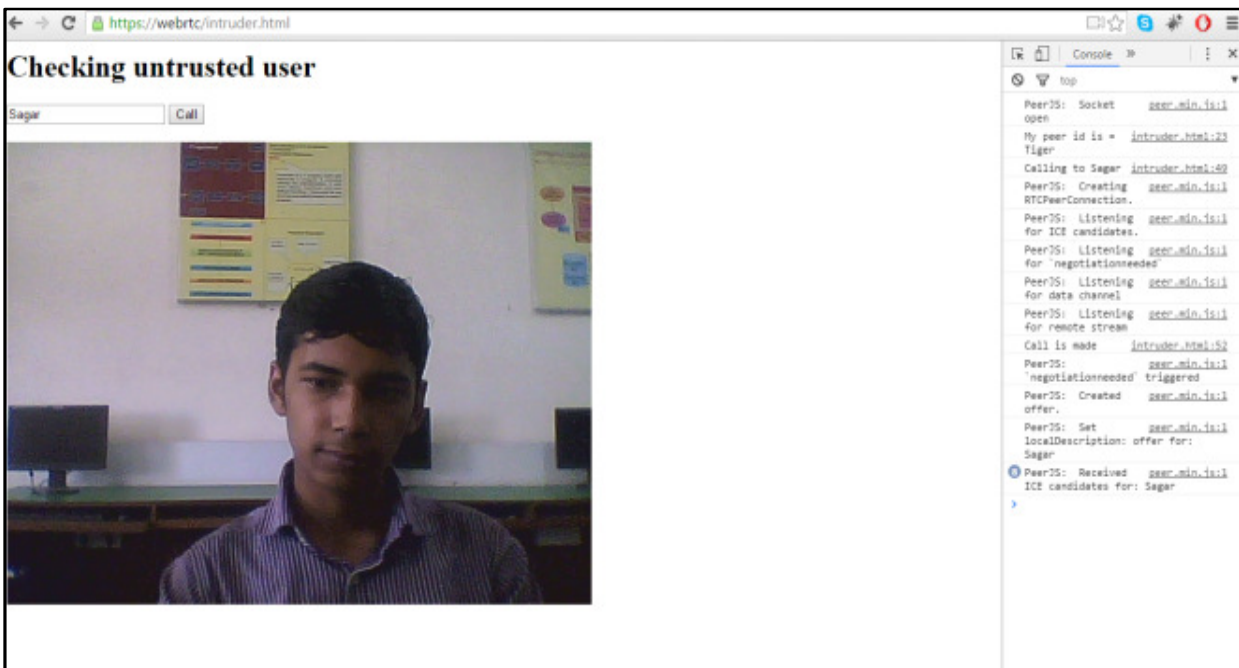 https://webrtc/intruder.html
Checking untrusted user
Sagar
Call
Console »
top
PeerJS: Socket peer.min.js:1
open
My peer id is = intruder.html:23
Tiger
Calling to Sagar intruder.html:49
PeerJS: Creating peer.min.js:1
RTCPeerConnection.
PeerJS: Listening peer.min.js:1
for ICE candidates.
PeerJS: Listening peer.min.js:1
for `negotiationneeded`
PeerJS: Listening peer.min.js:1
for data channel
PeerJS: Listening peer.min.js:1
for remote stream
Call is made intruder.html:52
PeerJS: peer.min.js:1
`negotiationneeded` triggered
PeerJS: Created peer.min.js:1
offer.
PeerJS: Set peer.min.js:1
localDescription: offer for:
Sagar
PeerJS: Received peer.min.js:1
ICE candidates for: Sagar